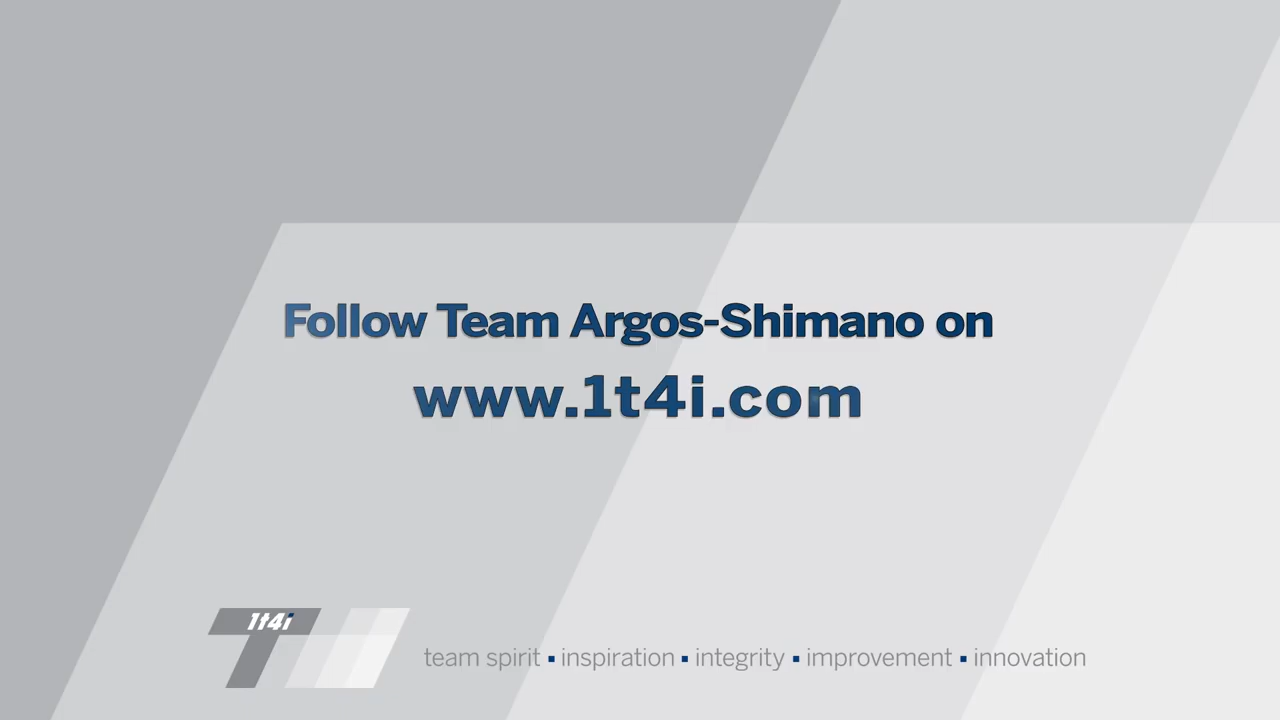 Follow Team Argos-Shimano on
www.1t4i.com
1t4i
team spirit ▪ inspiration ▪ integrity ▪ improvement ▪ innovation